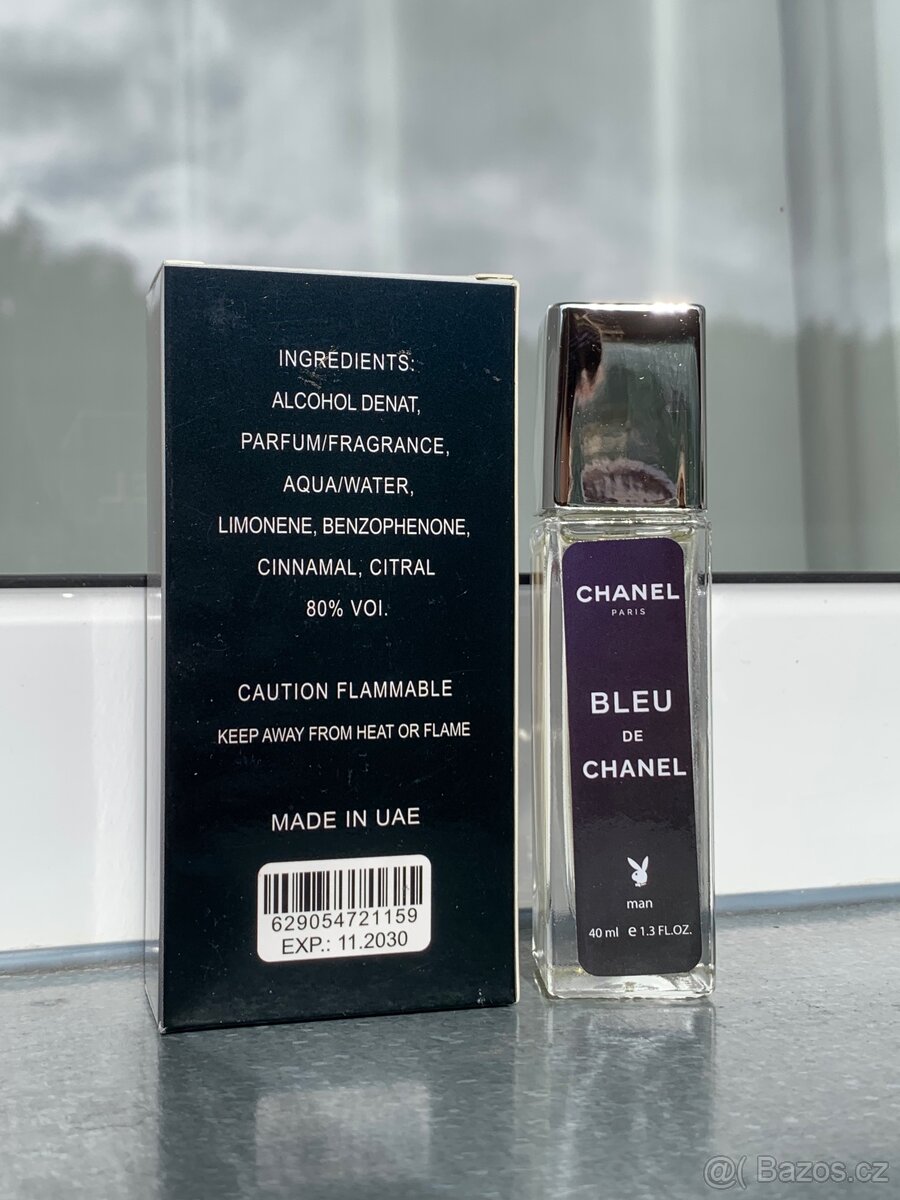 INGREDIENTS:
ALCOHOL DENAT,
PARFUM/FRAGRANCE,
AQUA/WATER,
LIMONENE, BENZOPHENONE,
CINNAMAL, CITRAL
80% VOI.
CAUTION FLAMMABLE
KEEP AWAY FROM HEAT OR FLAME
MADE IN UAE
629054721159
EXP.: 11.2030
CHANEL
PARIS
BLEU
DE
CHANEL
man
40 ml e 1.3 FL.OZ.
@( Bazos.cz